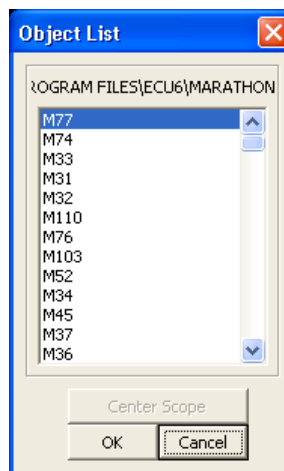 Object List
ROGRAM FILES\ECU6\MARATHON
M77
M74
M33
M31
M32
M110
M76
M103
M52
M34
M45
M37
M36
Center Scope
OK
Cancel